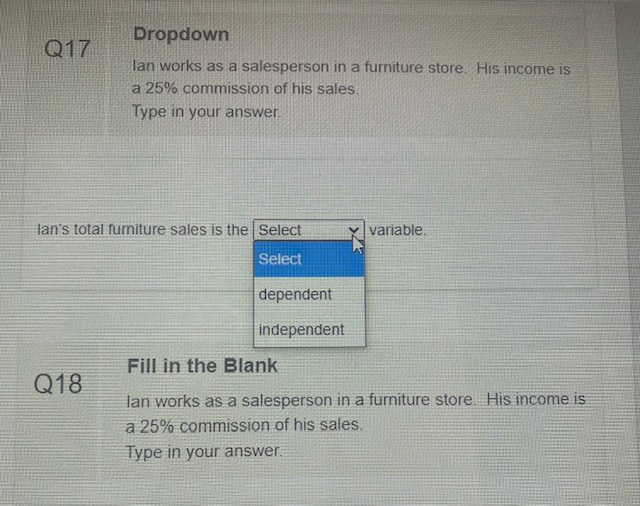 Q17
Dropdown
Ian works as a salesperson in a furniture store. His income is
a 25% commission of his sales.
Type in your answer.
Ian's total furniture sales is the Select variable.
Select
dependent
independent
Q18
Fill in the Blank
Ian works as a salesperson in a furniture store. His income is
a 25% commission of his sales.
Type in your answer.